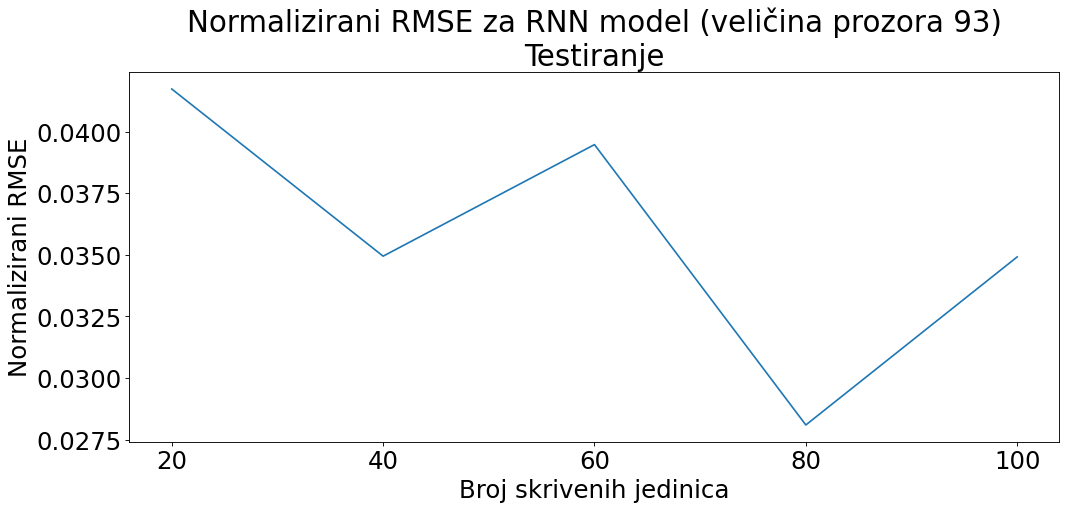 Normalizirani RMSE za RNN model (veličina prozora 93)
Testiranje
0.0400
0.0375
0.0350
0.0325
0.0300
0.0275
Normalizirani RMSE
20 40 60 80 100
Broj skrivenih jedinica